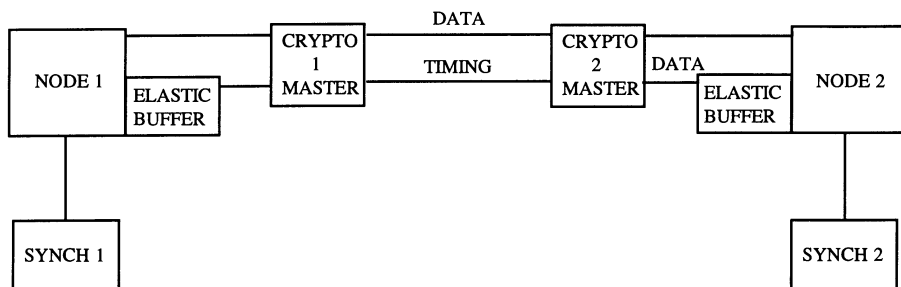 DATA
CRYPTO
1
MASTER
CRYPTO
2
MASTER
NODE 1
TIMING
DATA
NODE 2
ELASTIC
BUFFER
ELASTIC
BUFFER
SYNCH 1
SYNCH 2